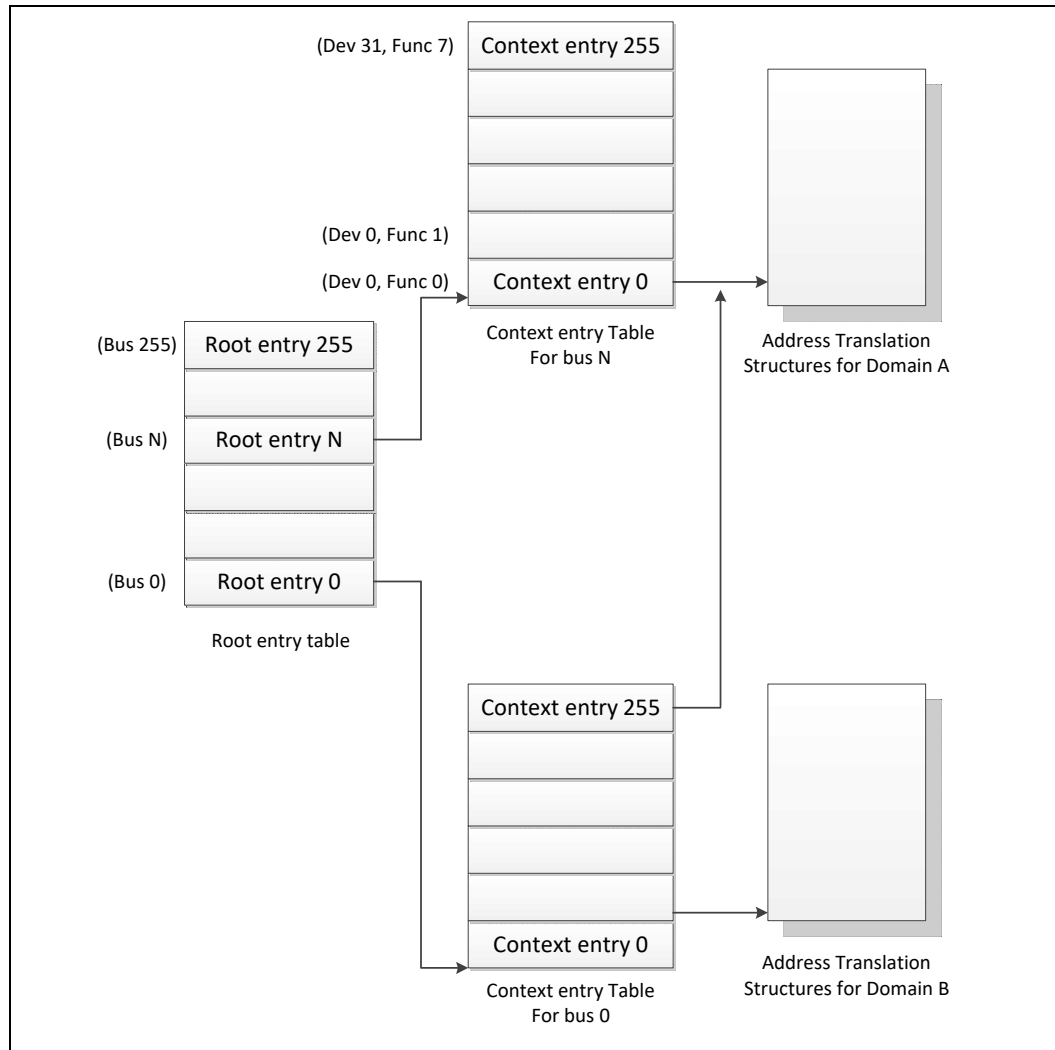 (Dev 31, Func 7)
Context entry 255
(Dev 0, Func 1)
(Dev 0, Func 0)
Context entry 0
Context entry Table
For bus N
Address Translation
Structures for Domain A
(Bus 255)
Root entry 255
(Bus N)
Root entry N
(Bus 0)
Root entry 0
Root entry table
Context entry 255
Context entry 0
Context entry Table
For bus 0
Address Translation
Structures for Domain B